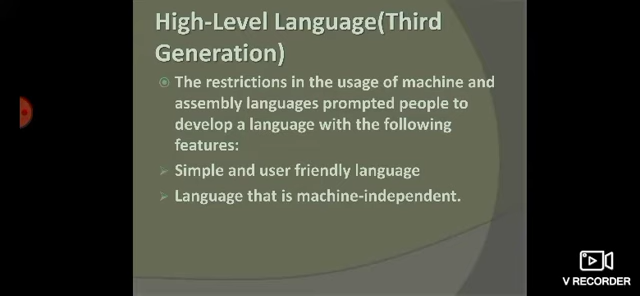 High-Level Language(Third
Generation)
The restrictions in the usage of machine and
assembly languages prompted people to
develop a language with the following
features:
Simple and user friendly language
Language that is machine-independent.
V RECORDER